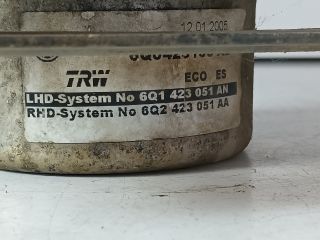 12.01.2005
TRW ECO ES
LHD-System No 6Q1 423 051 AN
RHD-System No 6Q2 423 051 AA